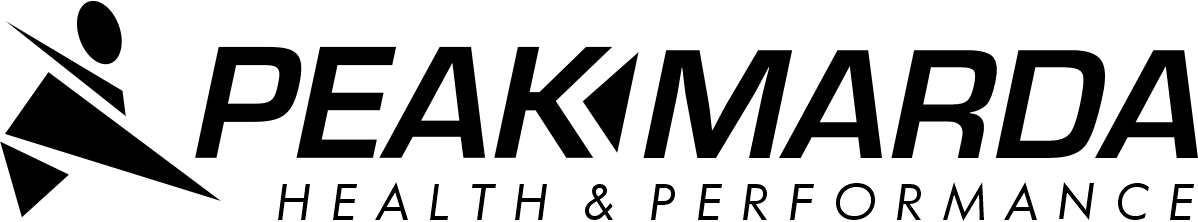 PEAK MARDA
HEALTH & PERFORMANCE